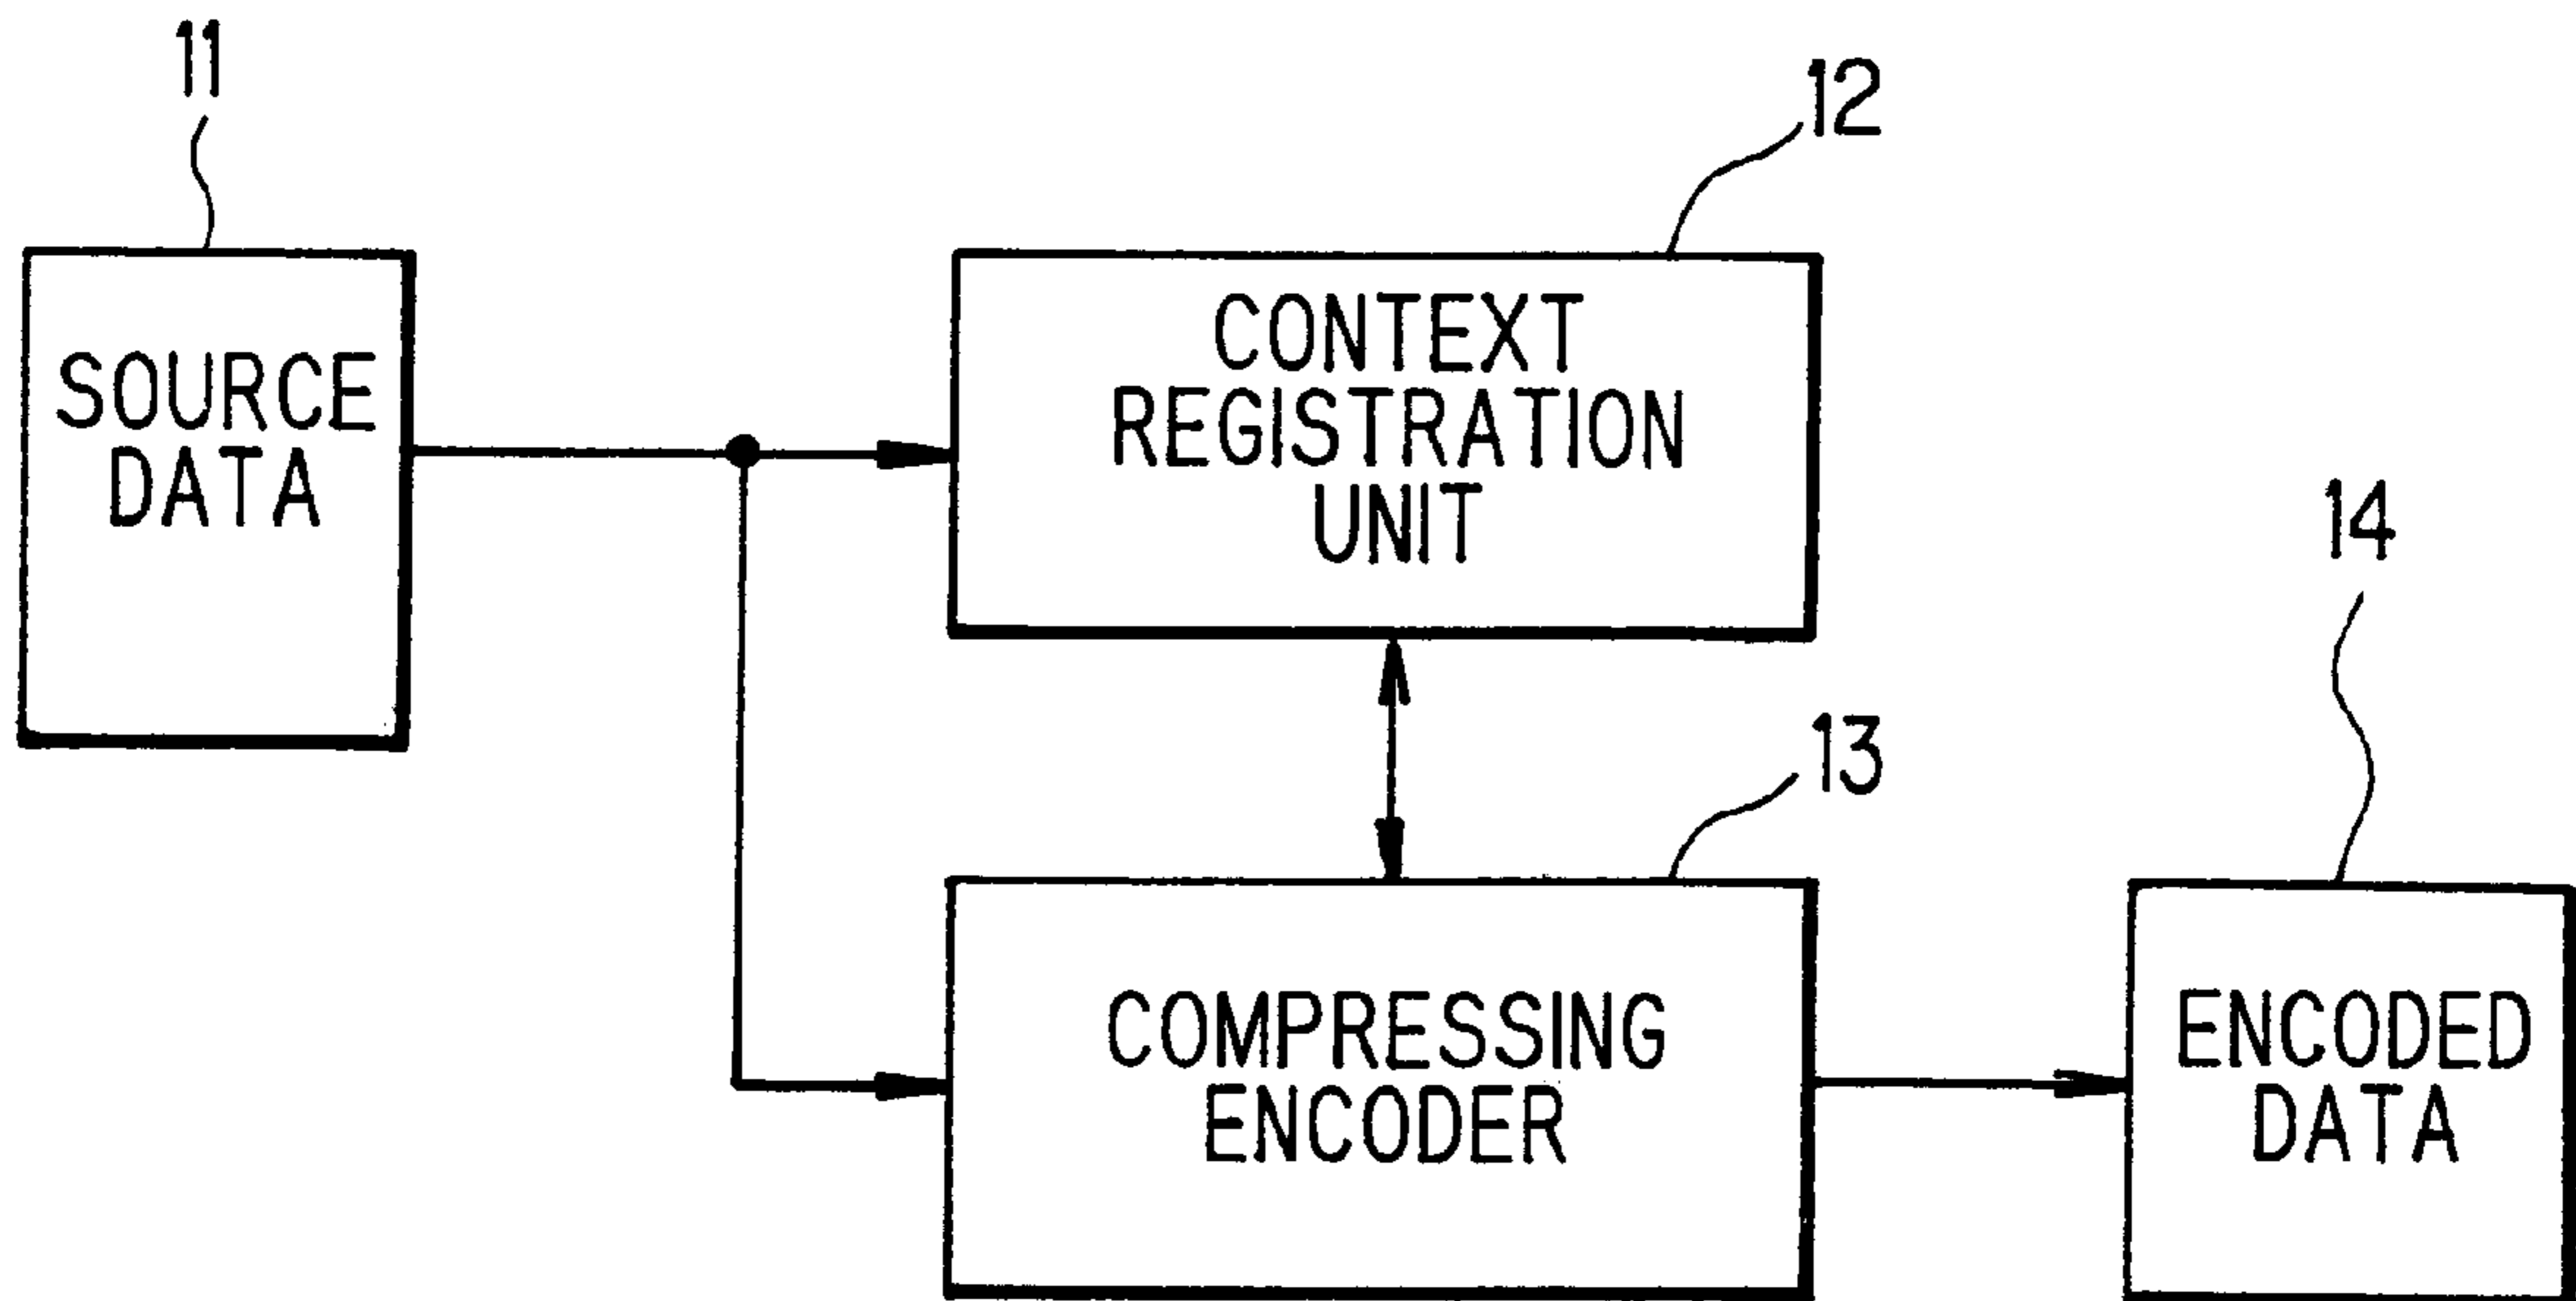 11
12
SOURCE
DATA
CONTEXT
REGISTRATION
UNIT
13
14
COMPRESSING
ENCODER
ENCODED
DATA